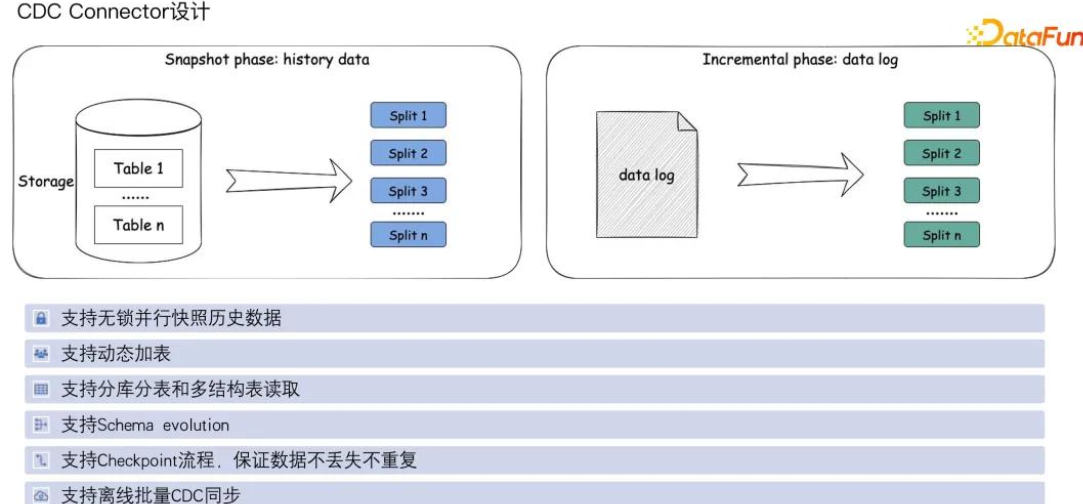 CDC Connector设计
DataFun
Snapshot phase: history data
Storage
Table 1
......
Table n
Split 1
Split 2
Split 3
.......
Split n
Incremental phase: data log
data log
Split 1
Split 2
Split 3
.......
Split n
支持无锁并行快照历史数据
支持动态加表
支持分库分表和多结构表读取
支持Schema evolution
支持Checkpoint流程，保证数据不丢失不重复
支持离线批量CDC同步